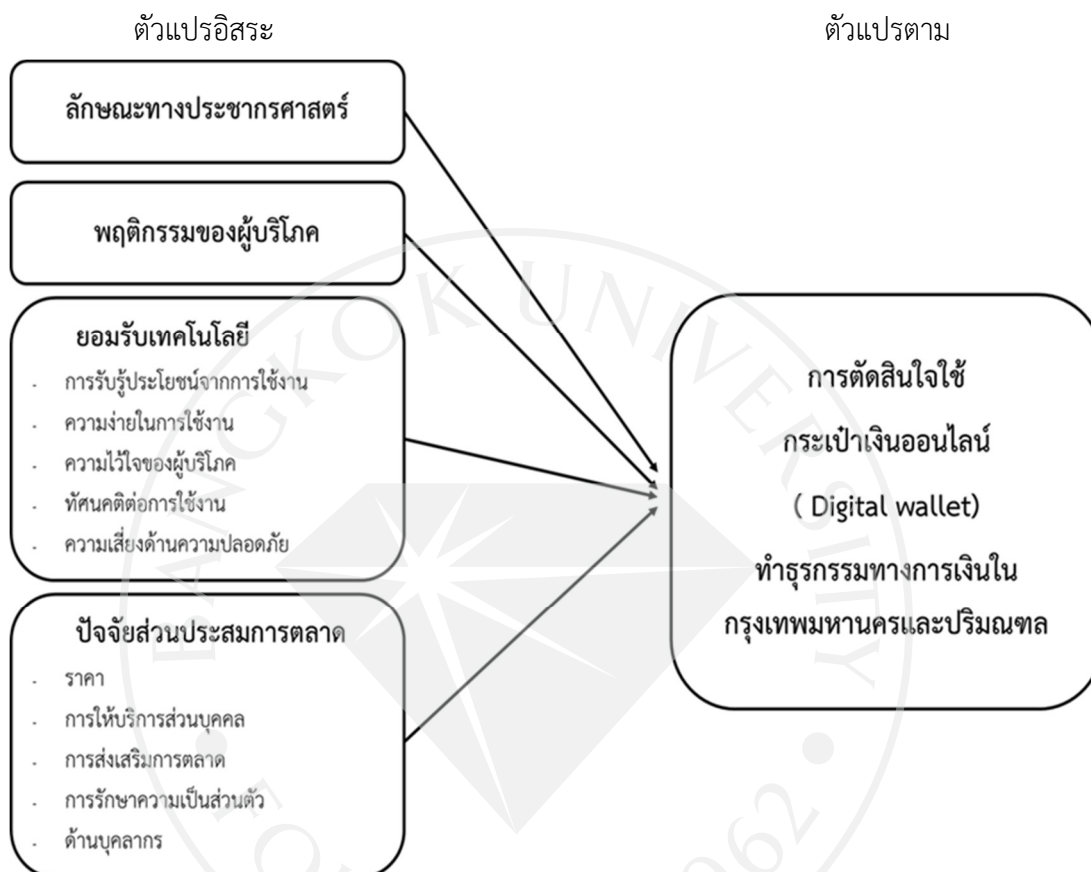 ตัวแปรอิสระ
ตัวแปรตาม
ลักษณะทางประชากรศาสตร์
พฤติกรรมของผู้บริโภค
ยอมรับเทคโนโลยี
- การรับรู้ประโยชน์จากการใช้งาน
- ความง่ายในการใช้งาน
- ความไว้ใจของผู้บริโภค
- ทัศนคติต่อการใช้งาน
- ความเสี่ยงด้านความปลอดภัย
ปัจจัยส่วนประสมการตลาด
- ราคา
- การให้บริการส่วนบุคคล
- การส่งเสริมการตลาด
- การรักษาความเป็นส่วนตัว
- ด้านบุคลากร
การตัดสินใจใช้
กระเป๋าเงินออนไลน์
( Digital wallet)
ทำธุรกรรมทางการเงินใน
กรุงเทพมหานครและปริมณฑล
BANGKOK UNIVERSITY